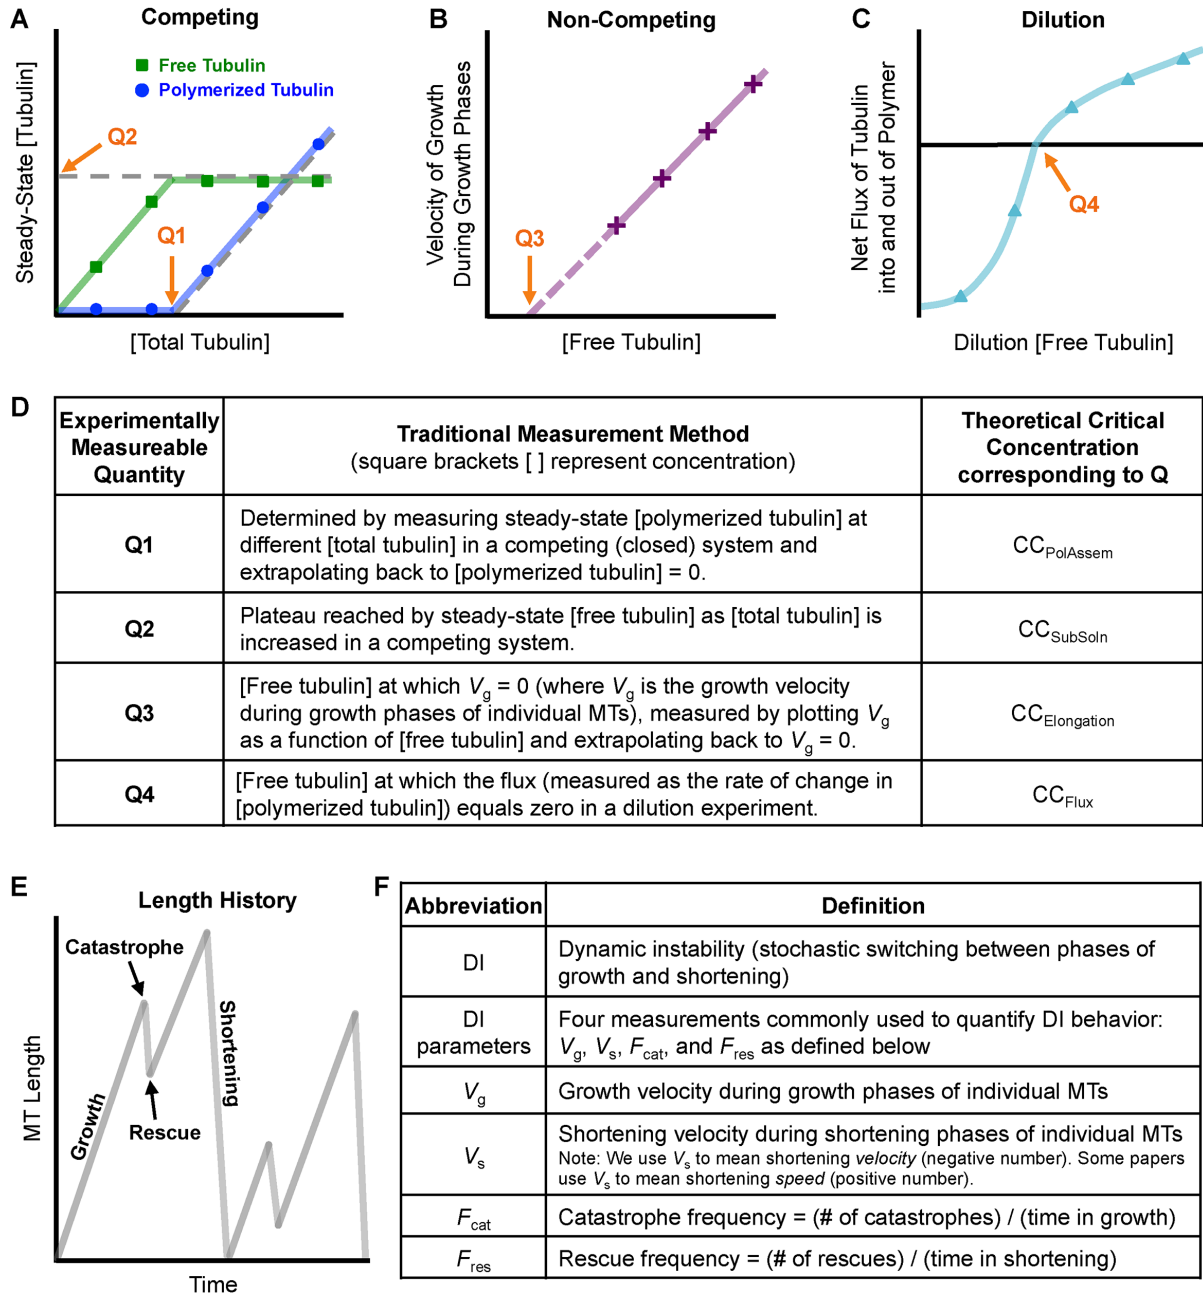 A
Competing
Free Tubulin
Polymerized Tubulin
Q2
Q1
Steady-State [Tubulin]
[Total Tubulin]
B
Non-Competing
Velocity of Growth
During Growth Phases
Q3
[Free Tubulin]
C
Dilution
Net Flux of Tubulin
into and out of Polymer
Q4
Dilution [Free Tubulin]
D
Experimentally
Measureable
Quantity
Traditional Measurement Method
(square brackets [ ] represent concentration)
Theoretical Critical
Concentration
corresponding to Q
Q1
Determined by measuring steady-state [polymerized tubulin] at
different [total tubulin] in a competing (closed) system and
extrapolating back to [polymerized tubulin] = 0.
CCPolAssem
Q2
Plateau reached by steady-state [free tubulin] as [total tubulin] is
increased in a competing system.
CCSubSoln
Q3
[Free tubulin] at which Vg = 0 (where Vg is the growth velocity
during growth phases of individual MTs), measured by plotting Vg
as a function of [free tubulin] and extrapolating back to Vg = 0.
CCElongation
Q4
[Free tubulin] at which the flux (measured as the rate of change in
[polymerized tubulin]) equals zero in a dilution experiment.
CCFlux
E
Length History
Catastrophe
Growth
Rescue
Shortening
MT Length
Time
F
Abbreviation
Definition
DI
Dynamic instability (stochastic switching between phases of
growth and shortening)
DI
parameters
Four measurements commonly used to quantify DI behavior:
Vg, Vs, Fcat, and Fres as defined below
Vg
Growth velocity during growth phases of individual MTs
Vs
Shortening velocity during shortening phases of individual MTs
Note: We use Vs to mean shortening velocity (negative number). Some papers
use Vs to mean shortening speed (positive number).
Fcat
Catastrophe frequency = (# of catastrophes) / (time in growth)
Fres
Rescue frequency = (# of rescues) / (time in shortening)